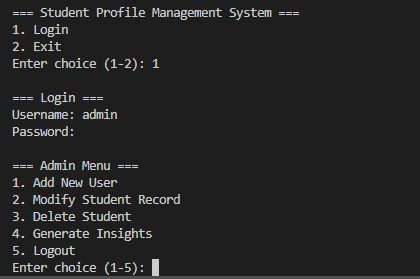 === Student Profile Management System ===
1. Login
2. Exit
Enter choice (1-2): 1
=== Login ===
Username: admin
Password:
=== Admin Menu ===
1. Add New User
2. Modify Student Record
3. Delete Student
4. Generate Insights
5. Logout
Enter choice (1-5):